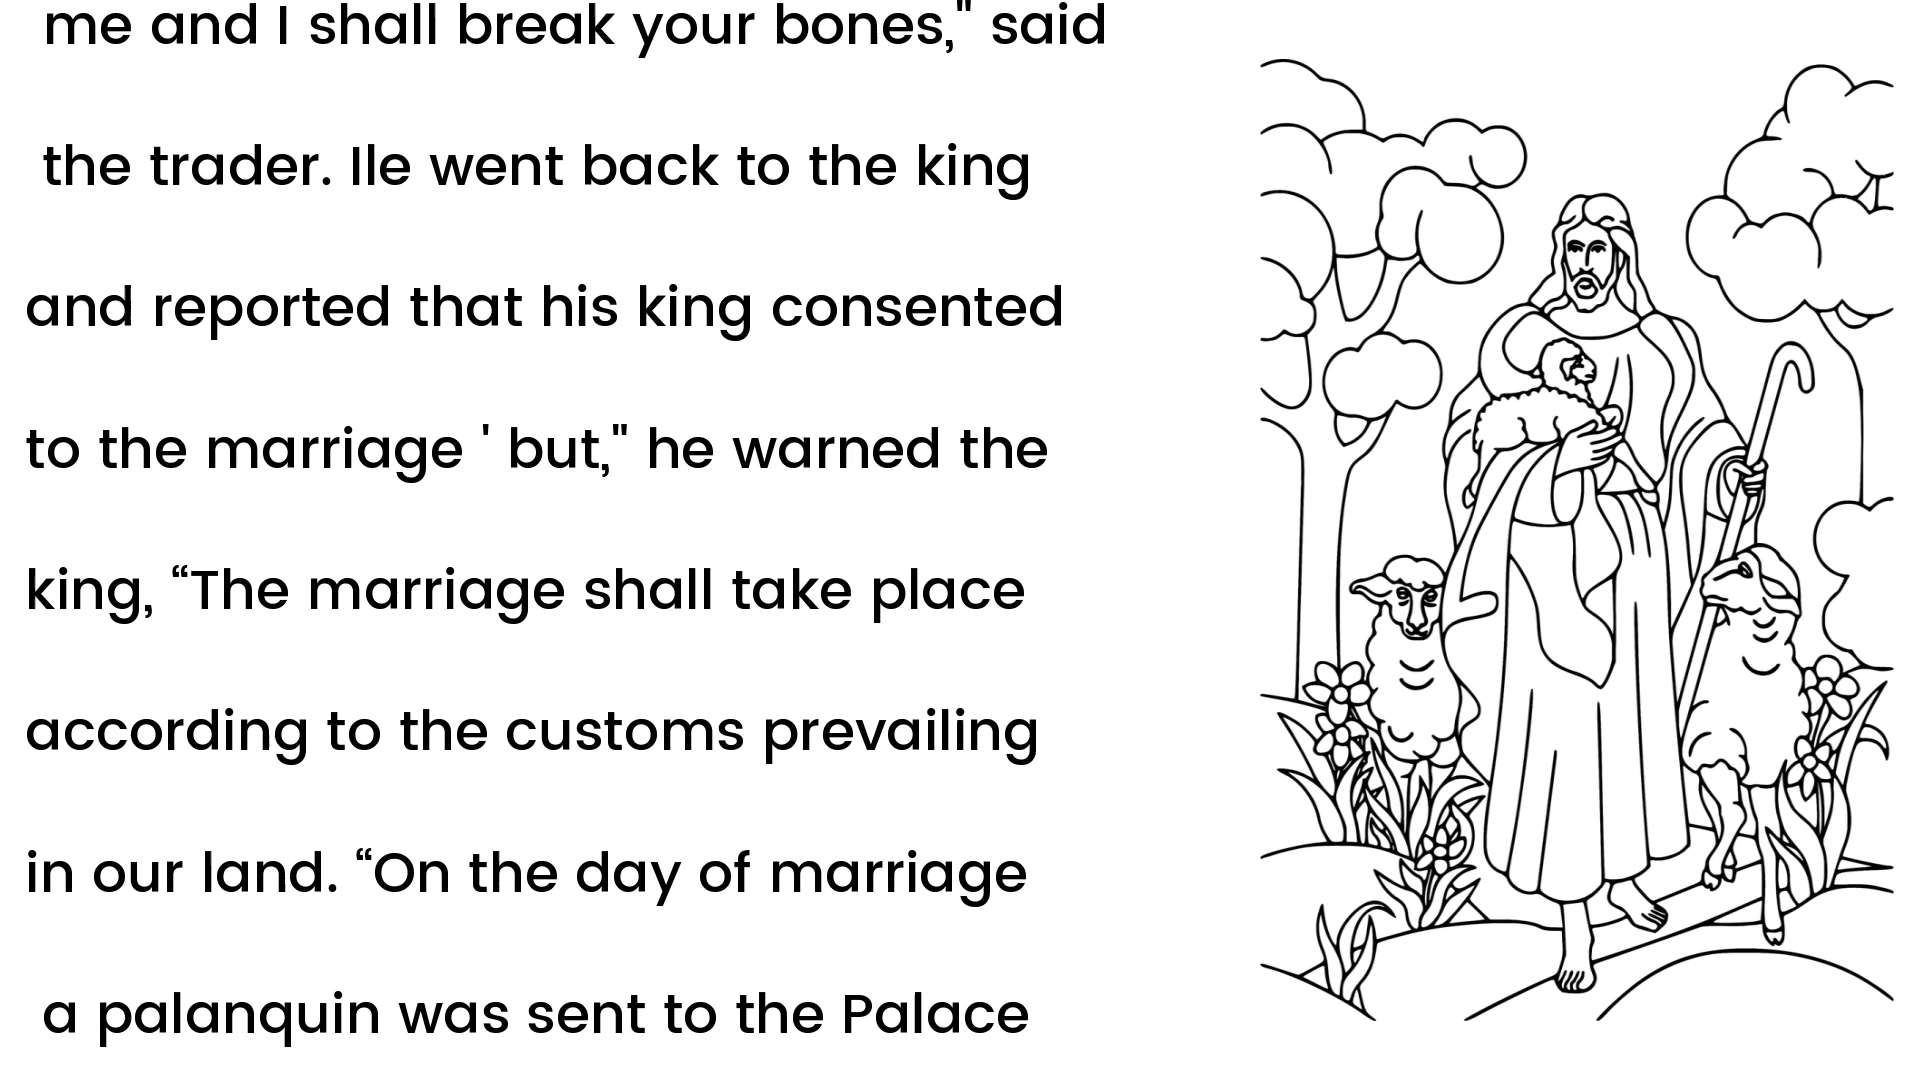 me and I shall break your bones," said
the trader. Ile went back to the king
and reported that his king consented
to the marriage ' but," he warned the
king, “The marriage shall take place
according to the customs prevailing
in our land. “On the day of marriage
a palanquin was sent to the Palace